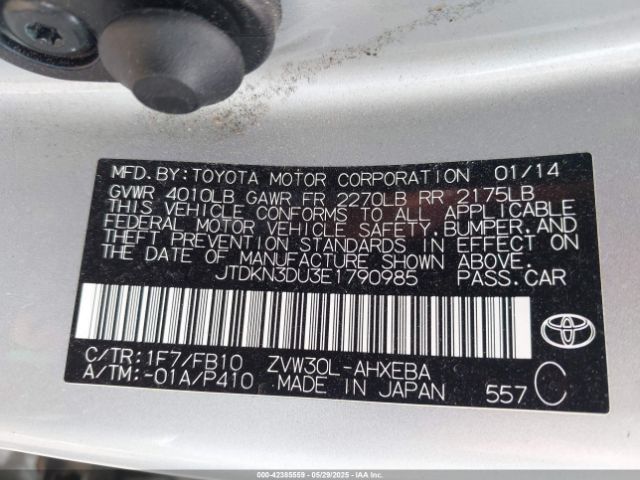 MFD. BY: TOYOTA MOTOR CORPORATION 01/14
GVWR 4010LB GAWR FR 2270LB RR 2175LB
THIS VEHICLE CONFORMS TO ALL APPLICABLE
FEDERAL MOTOR VEHICLE SAFETY, BUMPER, AND
THEFT PREVENTION STANDARDS IN EFFECT ON
THE DATE OF MANUFACTURE SHOWN ABOVE.
JTDKN3DU3E1790985 PASS.CAR
C/TR: 1F7/FB10 ZVW30L-AHXEBA
A/TM: -01A/P410 MADE IN JAPAN 557 C
TOYOTA
000-42385559 - 05/29/2025 - IAAI.COM